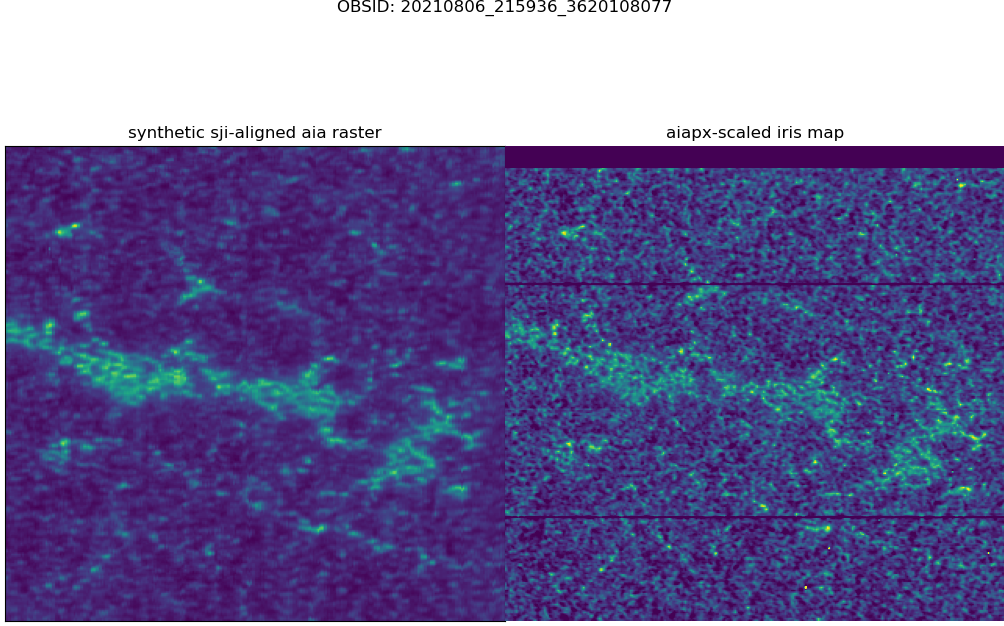 OBSID: 20210806_215936_3620108077
synthetic sji-aligned aia raster
aiapx-scaled iris map